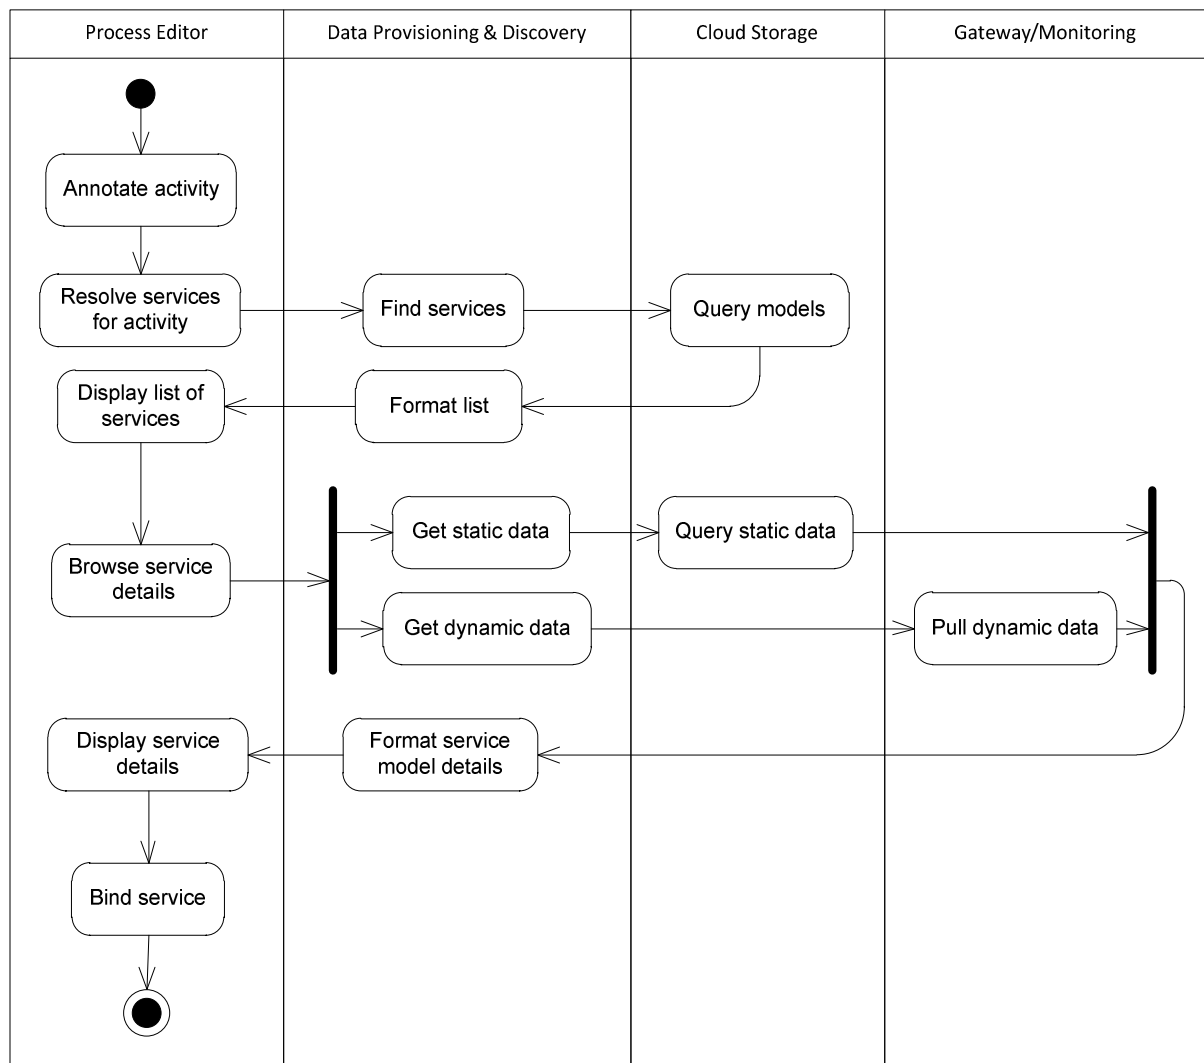 Process Editor
Data Provisioning & Discovery
Cloud Storage
Gateway/Monitoring
Annotate activity
Resolve services
for activity
Find services
Query models
Display list of
services
Format list
Get static data
Query static data
Browse service
details
Get dynamic data
Pull dynamic data
Display service
details
Format service
model details
Bind service